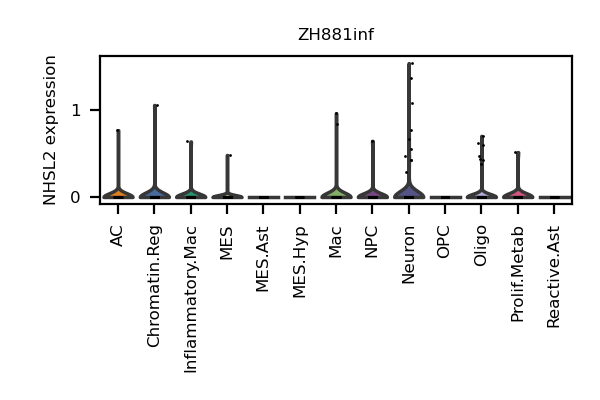 ZH881inf
NHSL2 expression
1
0
AC
Chromatin.Reg
Inflammatory.Mac
MES
MES.Ast
MES.Hyp
Mac
NPC
Neuron
OPC
Oligo
Prolif.Metab
Reactive.Ast